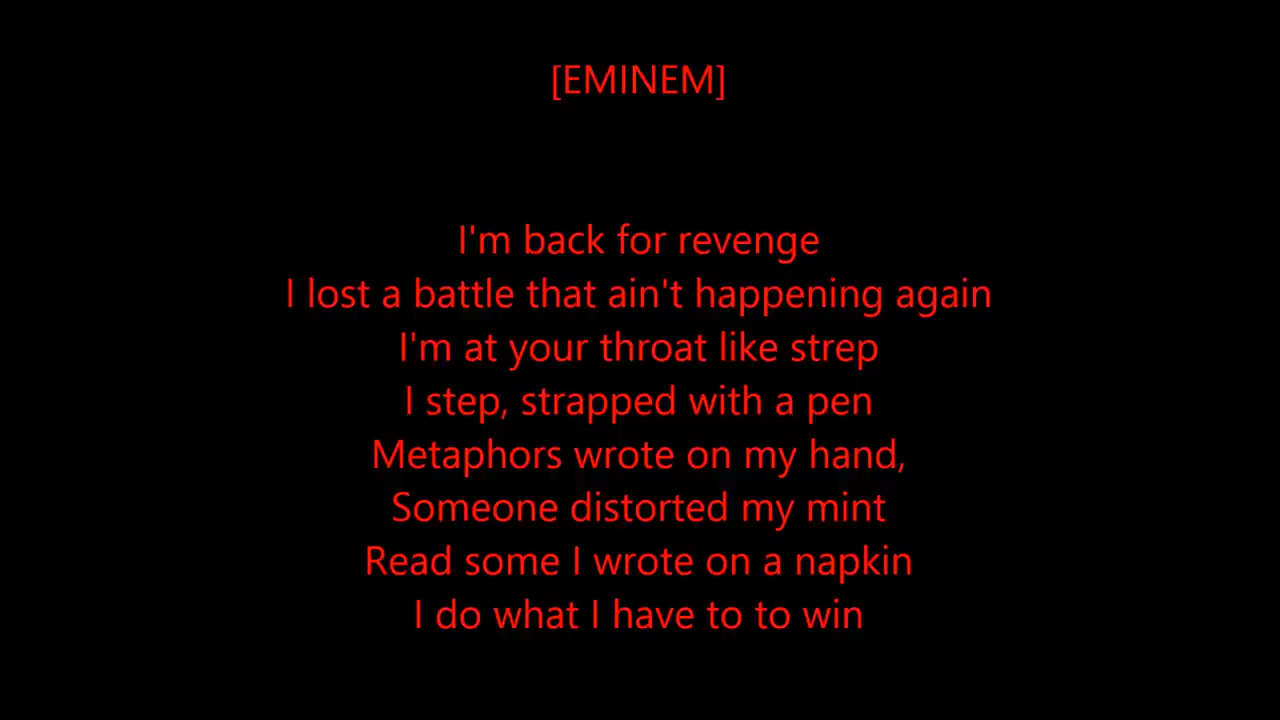 [EMINEM]
I'm back for revenge
I lost a battle that ain't happening again
I'm at your throat like strep
I step, strapped with a pen
Metaphors wrote on my hand,
Someone distorted my mint
Read some I wrote on a napkin
I do what I have to to win